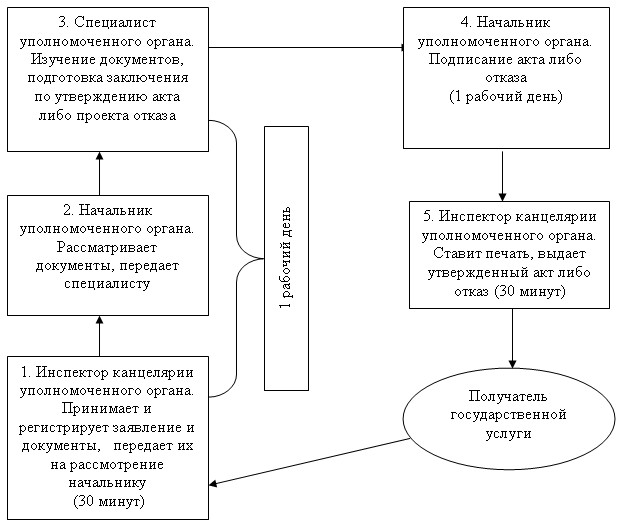 3. Специалист
уполномоченного органа.
Изучение документов,
подготовка заключения
по утверждению акта
либо проекта отказа
4. Начальник
уполномоченного органа.
Подписание акта либо
отказа
(1 рабочий день)
2. Начальник
уполномоченного органа.
Рассматривает
документы, передает
специалисту
1 рабочий день
5. Инспектор канцелярии
уполномоченного органа.
Ставит печать, выдает
утвержденный акт либо
отказ (30 минут)
1. Инспектор канцелярии
уполномоченного органа.
Принимает и
регистрирует заявление и
документы, передает их
на рассмотрение
начальнику
(30 минут)
Получатель
государственной
услуги